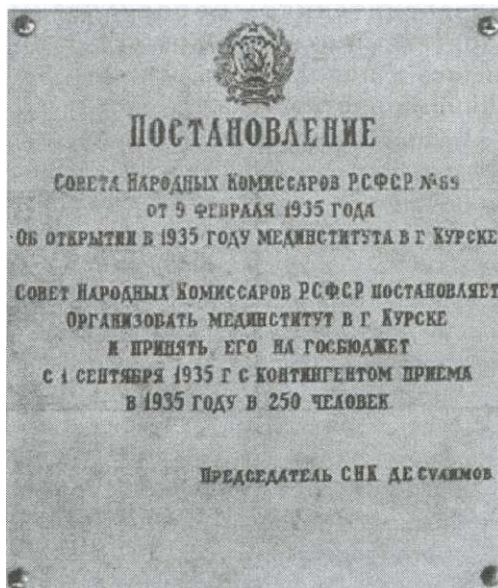 ПОСТАНОВЛЕНИЕ
СОВЕТА НАРОДНЫХ КОМИССАРОВ РСФСР №89
ОТ 9 ФЕВРАЛЯ 1935 ГОДА
ОБ ОТКРЫТИИ В 1935 ГОДУ МЕДИНСТИТУТА В Г КУРСКЕ
СОВЕТ НАРОДНЫХ КОМИССАРОВ РСФСР ПОСТАНОВЛЯЕТ
ОРГАНИЗОВАТЬ МЕДИНСТИТУТ В Г КУРСКЕ
И ПРИНЯТЬ ЕГО НА ГОСБЮДЖЕТ
С 1 СЕНТЯБРЯ 1935 Г С КОНТИНГЕНТОМ ПРИЕМА
В 1935 ГОДУ В 250 ЧЕЛОВЕК
ПРЕДСЕДАТЕЛЬ СНК Д Е СУЛИМОВ